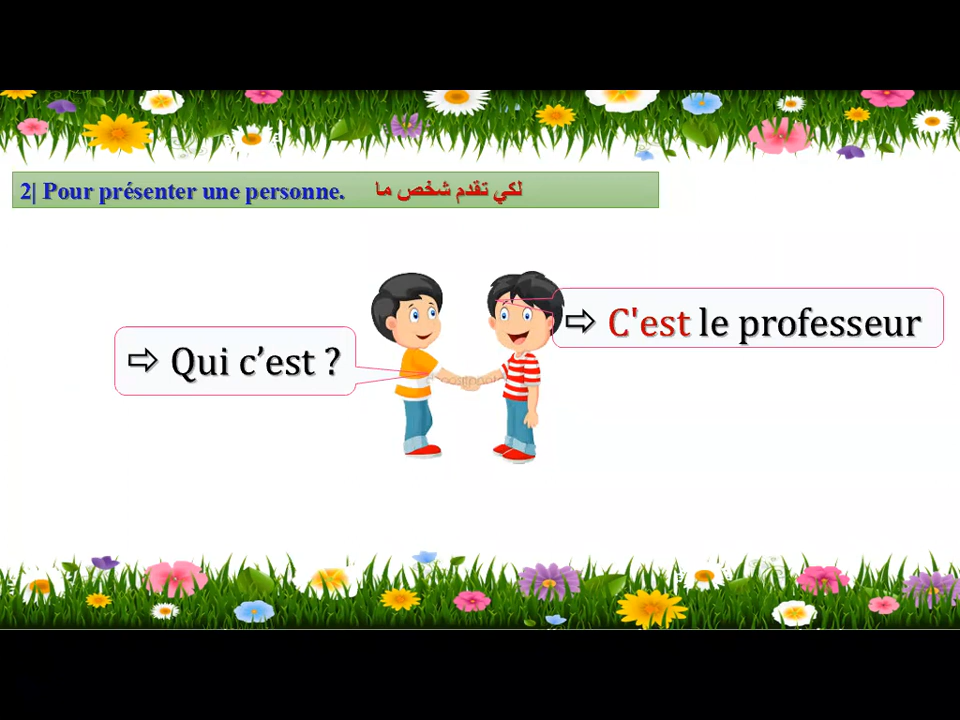 2| Pour présenter une personne. لكي تقدم شخص ما
⇨ Qui c’est ?
⇨ C'est le professeur